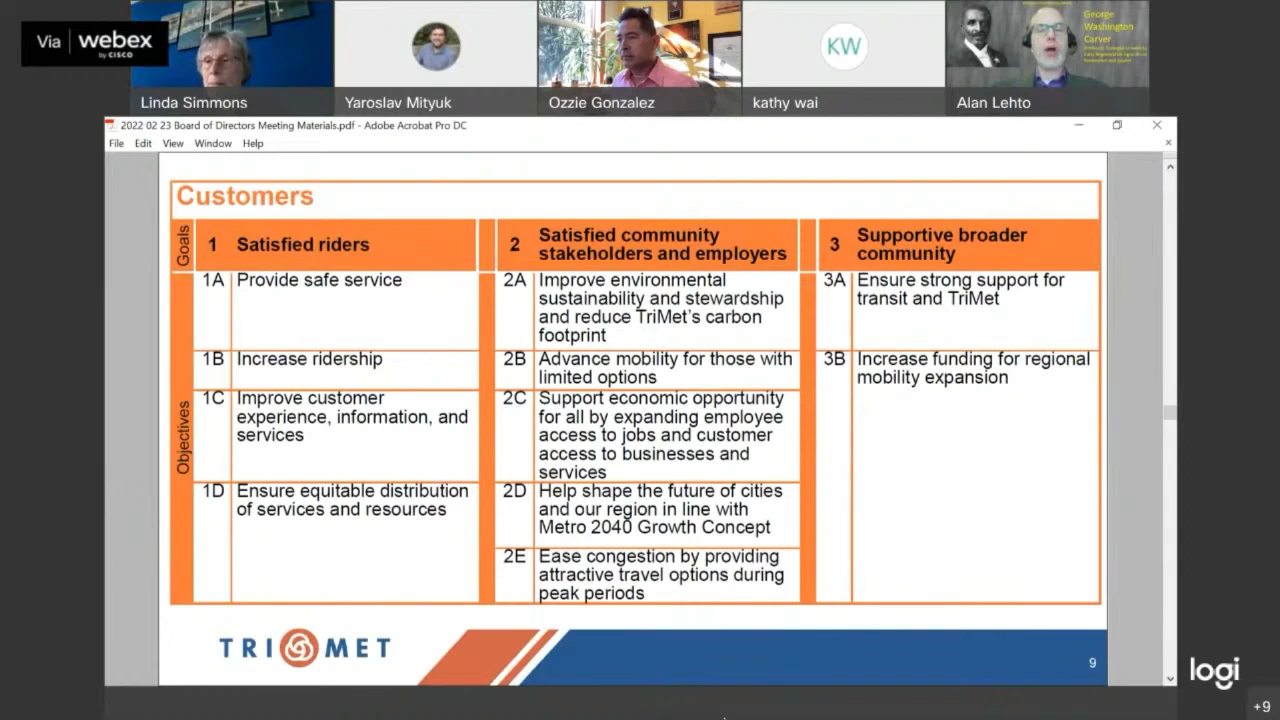 Via webex
by CISCO
Linda Simmons
Yaroslav Mityuk
Ozzie Gonzalez
KW
kathy wai
George
Washington
Carver
Alan Lehto
2022 02 23 Board of Directors Meeting Materials.pdf - Adobe Acrobat Pro DC
File Edit View Window Help
Customers
Goals
1 Satisfied riders
2 Satisfied community
stakeholders and employers
3 Supportive broader
community
Objectives
1A Provide safe service
2A Improve environmental
sustainability and stewardship
and reduce TriMet's carbon
footprint
3A Ensure strong support for
transit and TriMet
1B Increase ridership
2B Advance mobility for those with
limited options
3B Increase funding for regional
mobility expansion
1C Improve customer
experience, information, and
services
2C Support economic opportunity
for all by expanding employee
access to jobs and customer
access to businesses and
services
1D Ensure equitable distribution
of services and resources
2D Help shape the future of cities
and our region in line with
Metro 2040 Growth Concept
2E Ease congestion by providing
attractive travel options during
peak periods
TRI MET
9
logi
+9